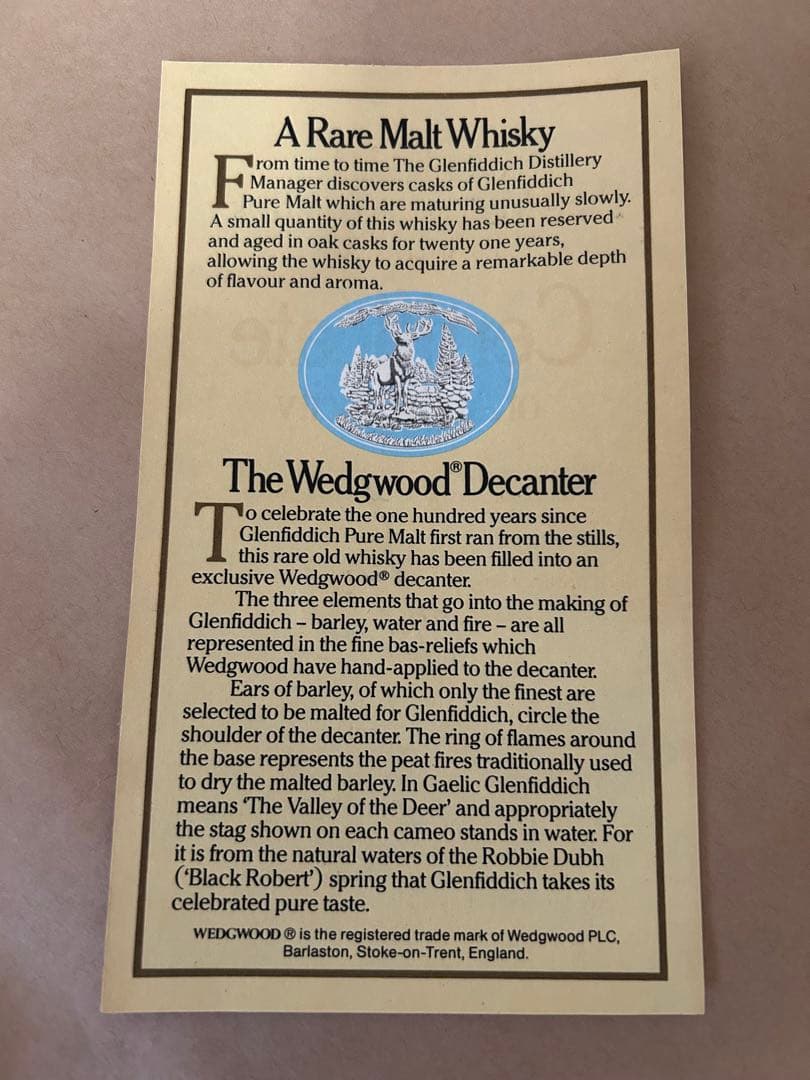 A Rare Malt Whisky
From time to time The Glenfiddich Distillery
Manager discovers casks of Glenfiddich
Pure Malt which are maturing unusually slowly.
A small quantity of this whisky has been reserved
and aged in oak casks for twenty one years,
allowing the whisky to acquire a remarkable depth
of flavour and aroma.
The Wedgwood® Decanter
To celebrate the one hundred years since
Glenfiddich Pure Malt first ran from the stills,
this rare old whisky has been filled into an
exclusive Wedgwood® decanter.
The three elements that go into the making of
Glenfiddich – barley, water and fire – are all
represented in the fine bas-reliefs which
Wedgwood have hand-applied to the decanter.
Ears of barley, of which only the finest are
selected to be malted for Glenfiddich, circle the
shoulder of the decanter. The ring of flames around
the base represents the peat fires traditionally used
to dry the malted barley. In Gaelic Glenfiddich
means ‘The Valley of the Deer’ and appropriately
the stag shown on each cameo stands in water. For
it is from the natural waters of the Robbie Dubh
(‘Black Robert’) spring that Glenfiddich takes its
celebrated pure taste.
WEDGWOOD ® is the registered trade mark of Wedgwood PLC,
Barlaston, Stoke-on-Trent, England.